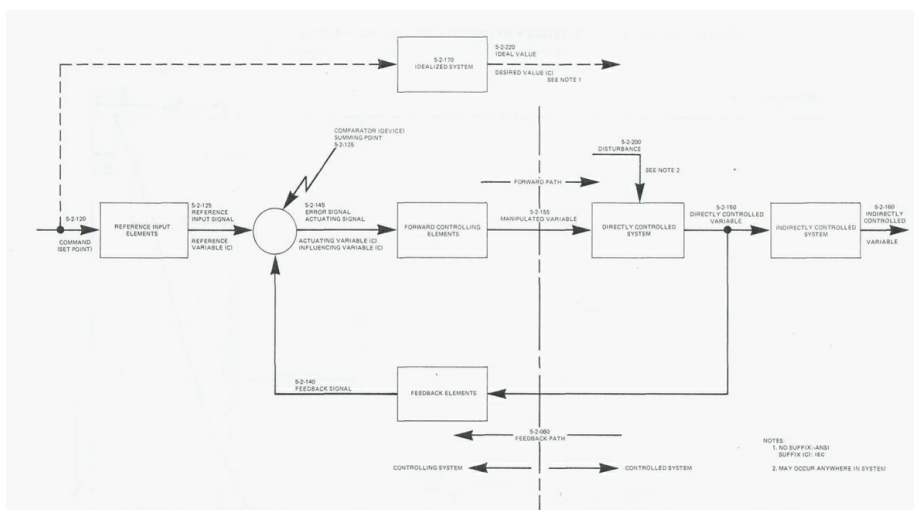 5-2-220
IDEAL VALUE
5-2-170
IDEALIZED SYSTEM
DESIRED VALUE (C)
SEE NOTE 1
COMPARATOR (DEVICE)
SUMMING POINT
5-2-135
5-2-200
DISTURBANCE
SEE NOTE 2
FORWARD PATH
5-2-120
COMMAND
(SET POINT)
REFERENCE INPUT
ELEMENTS
5-2-125
REFERENCE
INPUT SIGNAL
REFERENCE
VARIABLE (C)
5-2-145
ERROR SIGNAL
ACTUATING SIGNAL
ACTUATING VARIABLE (C)
INFLUENCING VARIABLE (C)
FORWARD CONTROLLING
ELEMENTS
5-2-155
MANIPULATED VARIABLE
DIRECTLY CONTROLLED
SYSTEM
5-2-150
DIRECTLY CONTROLLED
VARIABLE
INDIRECTLY CONTROLLED
SYSTEM
5-2-160
INDIRECTLY
CONTROLLED
VARIABLE
5-2-140
FEEDBACK SIGNAL
FEEDBACK ELEMENTS
5-2-060
FEEDBACK PATH
CONTROLLING SYSTEM
CONTROLLED SYSTEM
NOTES:
1. NO SUFFIX:-ANSI
SUFFIX (C): IEC
2. MAY OCCUR ANYWHERE IN SYSTEM